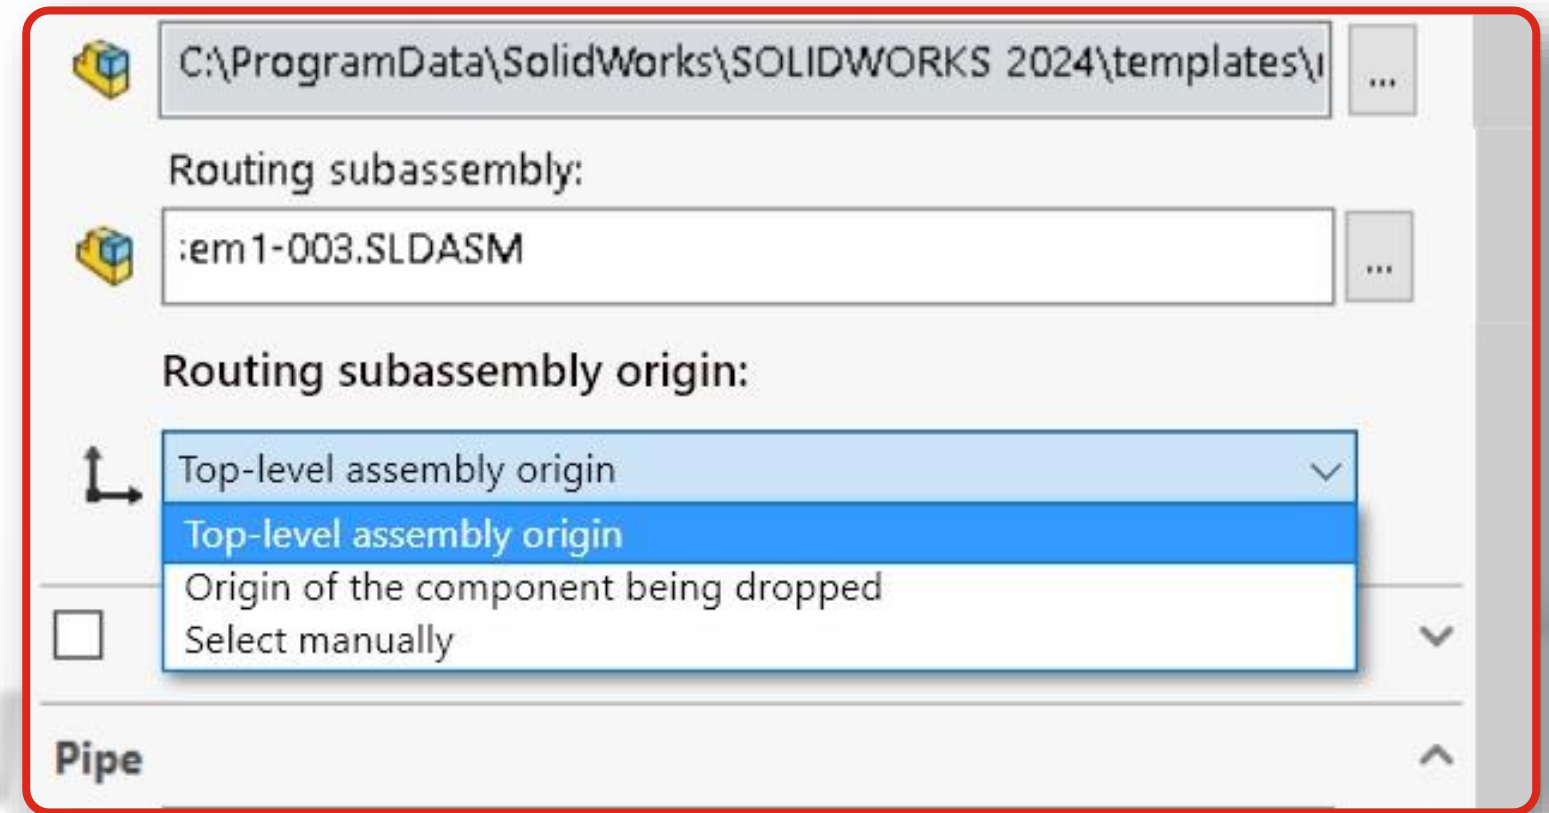 C:\ProgramData\SolidWorks\SOLIDWORKS 2024\templates\
...
Routing subassembly:
:em1-003.SLDASM
...
Routing subassembly origin:
Top-level assembly origin
Top-level assembly origin
Origin of the component being dropped
Select manually
Pipe